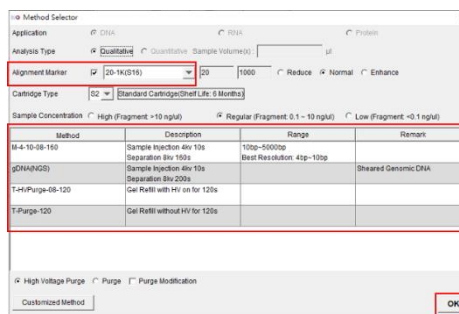 Method Selector
Application DNA RNA Protein
Analysis Type Qualitative Quantitative Sample Volume(s) : µl
Alignment Marker 20-1K(S16) 20 1000 Reduce Normal Enhance
Cartridge Type S2 Standard Cartridge(Shelf Life: 6 Months)
Sample Concentration High (Fragment: >10 ng/ul) Regular (Fragment: 0.1 ~ 10 ng/ul) Low (Fragment: <0.1 ng/ul)
Method Description Range Remark
M-4-10-08-160 Sample Injection 4kv 10s 10bp~5000bp
Separation 8kv 160s Best Resolution: 4bp~10bp
gDNA(NGS) Sample Injection 4kv 10s Sheared Genomic DNA
Separation 8kv 200s
T-HVPurge-08-120 Gel Refill with HV on for 120s
T-Purge-120 Gel Refill without HV for 120s
High Voltage Purge Purge Purge Modification
Customized Method OK